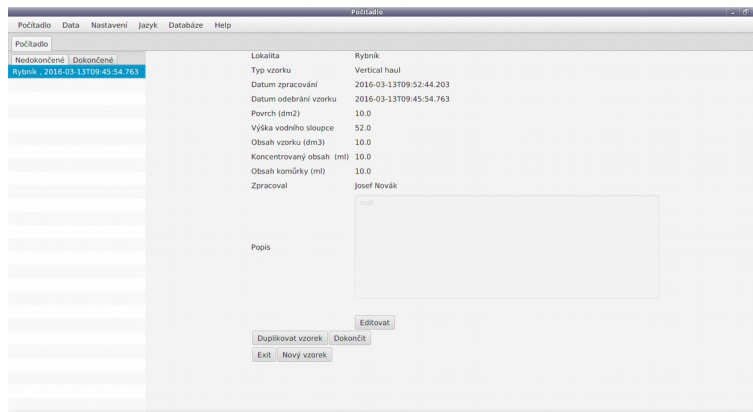 Počítadlo
Počítadlo Data Nastavení Jazyk Databáze Help
Počítadlo
Nedokončené Dokončené
Rybník , 2016-03-13T09:45:54.763
Lokalita Rybník
Typ vzorku Vertical haul
Datum zpracování 2016-03-13T09:52:44.203
Datum odebrání vzorku 2016-03-13T09:45:54.763
Povrch (dm2) 10.0
Výška vodního sloupce 52.0
Obsah vzorku (dm3) 10.0
Koncentrovaný obsah (ml) 10.0
Obsah komůrky (ml) 10.0
Zpracoval Josef Novák
null
Popis
Editovat
Duplikovat vzorek Dokončit
Exit Nový vzorek